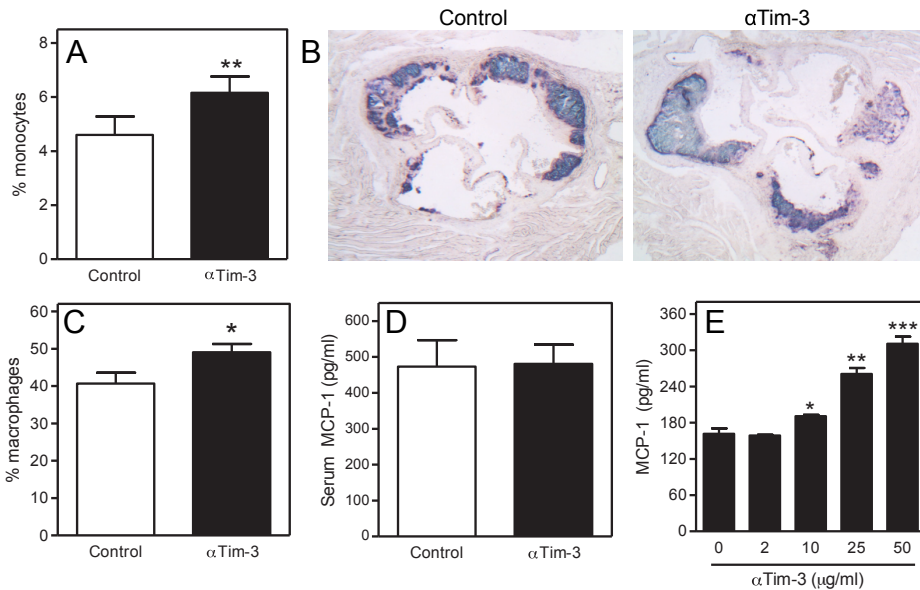 A
% monocytes
8
6
4
2
0
**
Control
αTim-3
B
Control
αTim-3
C
% macrophages
60
50
40
30
20
10
0
*
Control
αTim-3
D
Serum MCP-1 (pg/ml)
600
500
400
300
200
100
0
Control
αTim-3
E
MCP-1 (pg/ml)
360
300
240
180
120
60
0
*
**
***
0 2 10 25 50
αTim-3 (μg/ml)